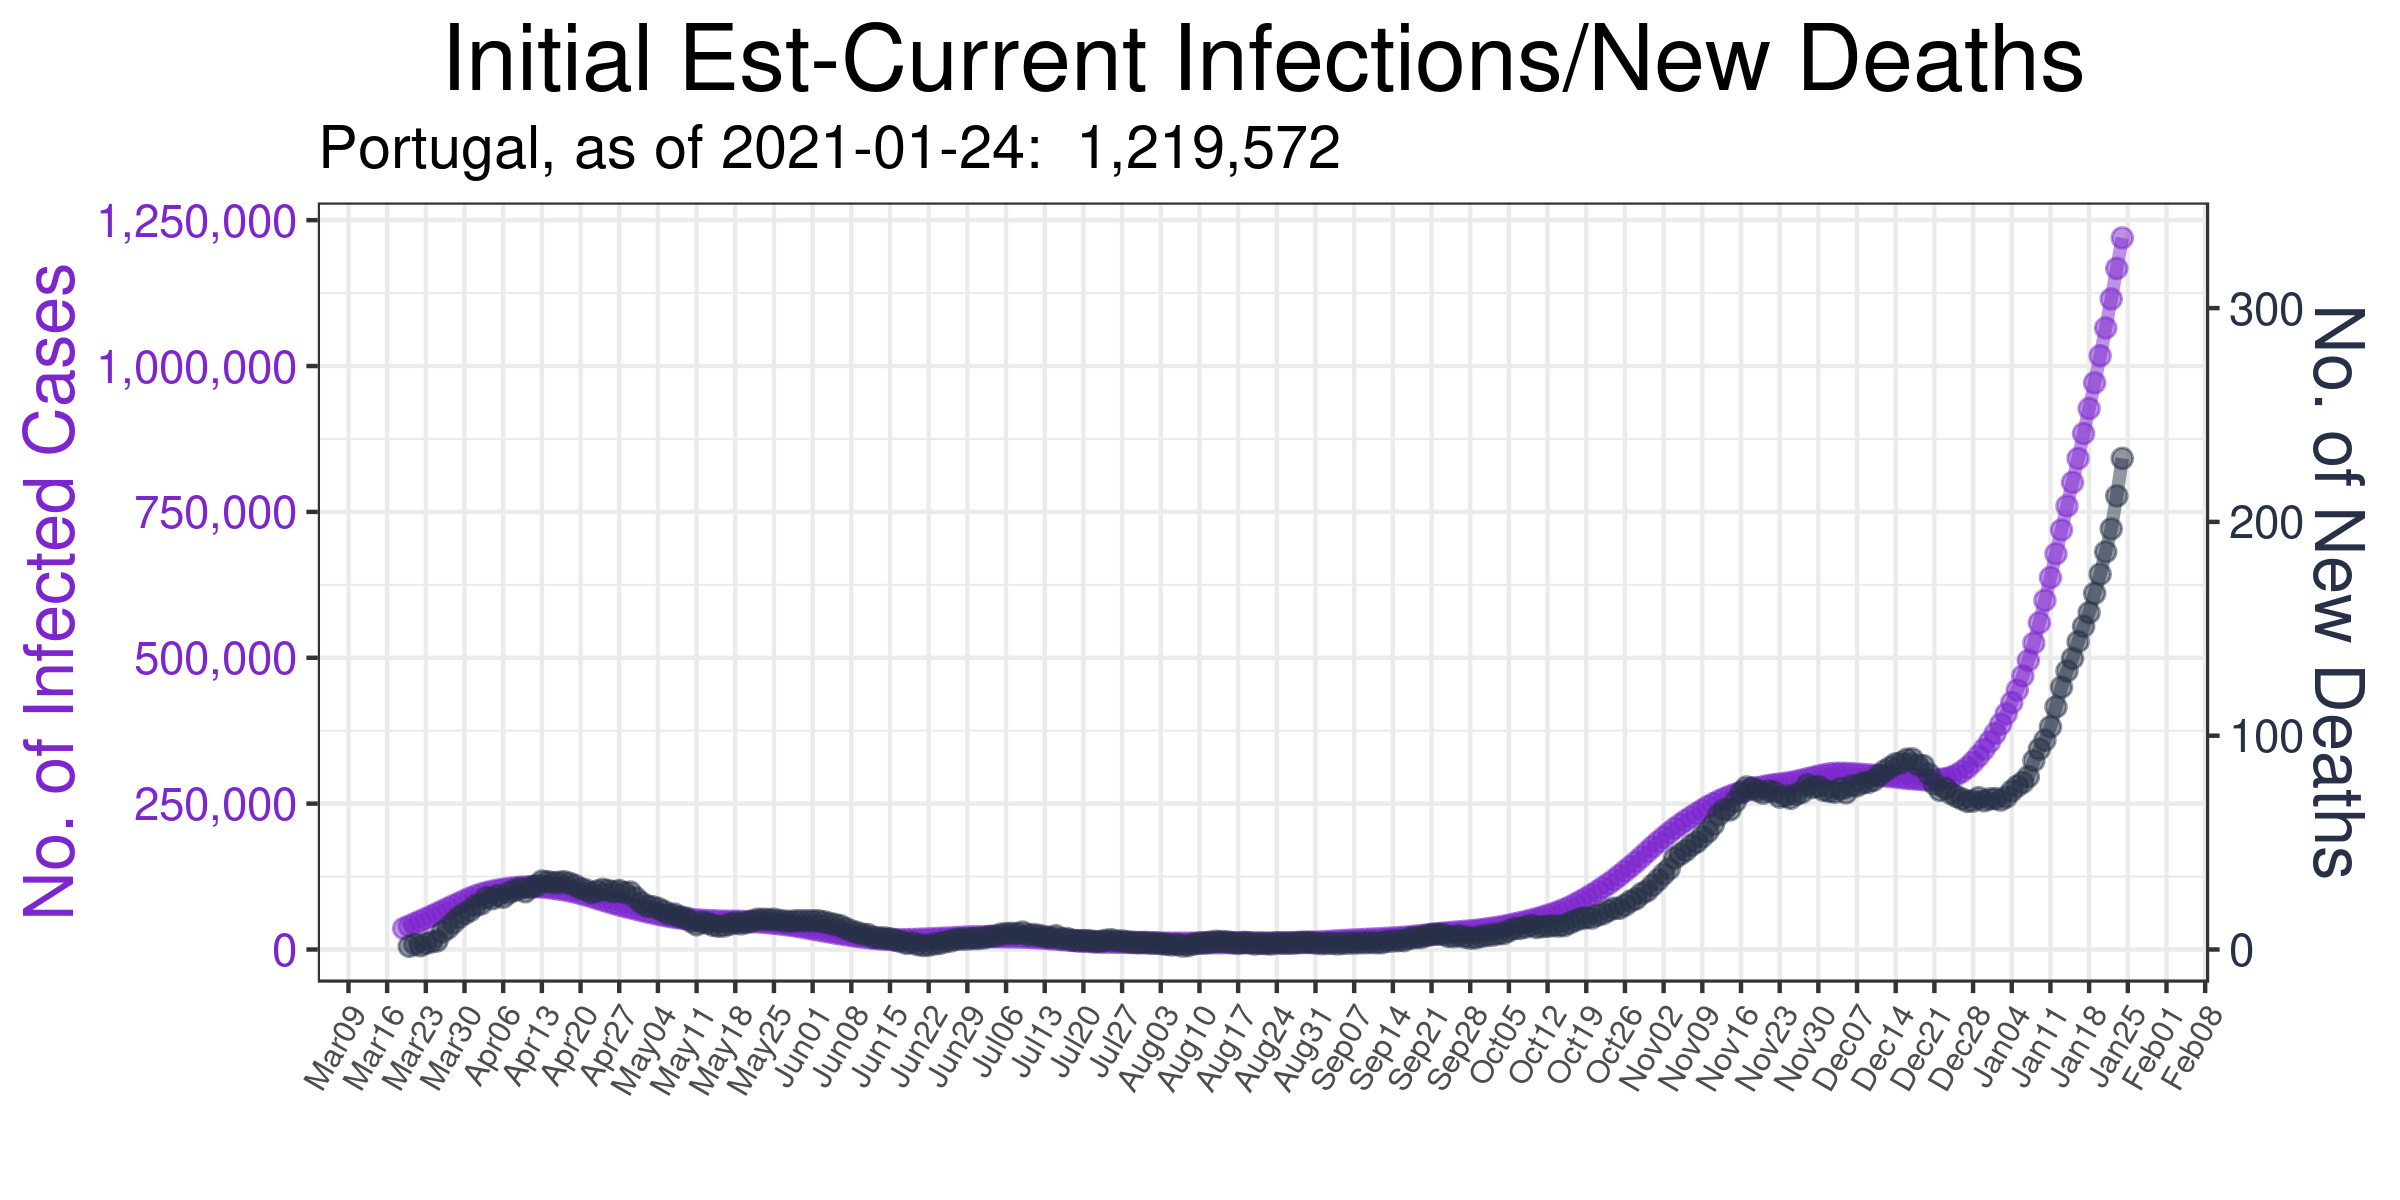 Initial Est-Current Infections/New Deaths
Portugal, as of 2021-01-24:  1,219,572
No. of Infected Cases
1,250,000
1,000,000
750,000
500,000
250,000
0
300
200
100
0
No. of New Deaths
Mar09
Mar16
Mar23
Mar30
Apr06
Apr13
Apr20
Apr27
May04
May11
May18
May25
Jun01
Jun08
Jun15
Jun22
Jun29
Jul06
Jul13
Jul20
Jul27
Aug03
Aug10
Aug17
Aug24
Aug31
Sep07
Sep14
Sep21
Sep28
Oct05
Oct12
Oct19
Oct26
Nov02
Nov09
Nov16
Nov23
Nov30
Dec07
Dec14
Dec21
Dec28
Jan04
Jan11
Jan18
Jan25
Feb01
Feb08